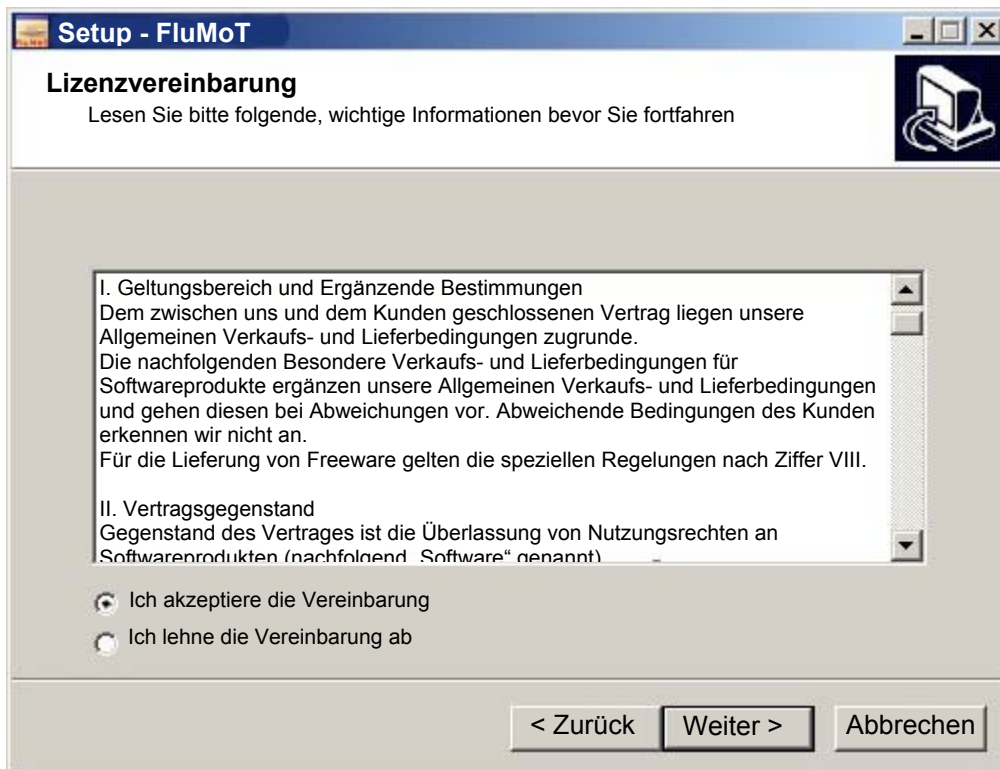 Setup - FluMoT
Lizenzvereinbarung
Lesen Sie bitte folgende, wichtige Informationen bevor Sie fortfahren
I. Geltungsbereich und Ergänzende Bestimmungen
Dem zwischen uns und dem Kunden geschlossenen Vertrag liegen unsere
Allgemeinen Verkaufs- und Lieferbedingungen zugrunde.
Die nachfolgenden Besondere Verkaufs- und Lieferbedingungen für
Softwareprodukte ergänzen unsere Allgemeinen Verkaufs- und Lieferbedingungen
und gehen diesen bei Abweichungen vor. Abweichende Bedingungen des Kunden
erkennen wir nicht an.
Für die Lieferung von Freeware gelten die speziellen Regelungen nach Ziffer VIII.
II. Vertragsgegenstand
Gegenstand des Vertrages ist die Überlassung von Nutzungsrechten an
Softwareprodukten (nachfolgend „Software“ genannt)
Ich akzeptiere die Vereinbarung
Ich lehne die Vereinbarung ab
< Zurück
Weiter >
Abbrechen